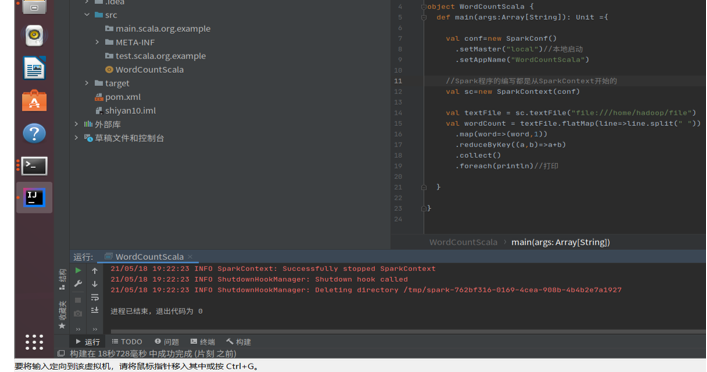 .idea
src
main.scala.org.example
META-INF
test.scala.org.example
WordCountScala
target
pom.xml
shiyan10.iml
外部库
草稿文件和控制台
4 object WordCountScala {
5 def main(args:Array[String]): Unit ={
6
7 val conf=new SparkConf()
8 .setMaster("local")//本地启动
9 .setAppName("WordCountScala")
10
11 //Spark程序的编写都是从SparkContext开始的
12 val sc=new SparkContext(conf)
13
14 val textFile = sc.textFile("file:///home/hadoop/file")
15 val wordCount = textFile.flatMap(line=>line.split(" "))
16 .map(word=>(word,1))
17 .reduceByKey((a,b)=>a+b)
18 .collect()
19 .foreach(println)//打印
20
21 }
22
23 }
24
WordCountScala › main(args: Array[String])
运行: WordCountScala ×
21/05/18 19:22:23 INFO SparkContext: Successfully stopped SparkContext
21/05/18 19:22:23 INFO ShutdownHookManager: Shutdown hook called
21/05/18 19:22:23 INFO ShutdownHookManager: Deleting directory /tmp/spark-762bf316-0169-4cea-908b-4b4b2e7a1927
进程已结束，退出代码为 0
结构
收藏夹
运行 TODO 问题 终端 构建
构建在 18秒728毫秒 中成功完成 (片刻 之前)
要将输入定向到该虚拟机，请将鼠标指针移入其中或按 Ctrl+G。